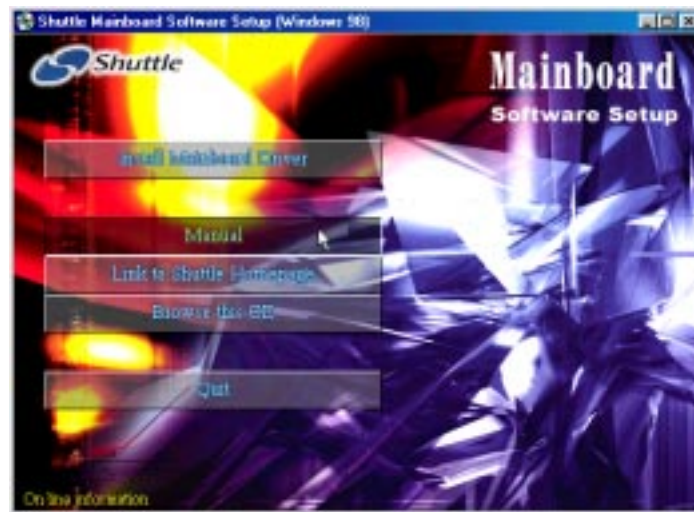 Shuttle Mainboard Software Setup (Windows 98)
Shuttle
Mainboard
Software Setup
Install Mainboard Driver
Manual
Link to Shuttle Homepage
Browse this CD
Quit
On line information